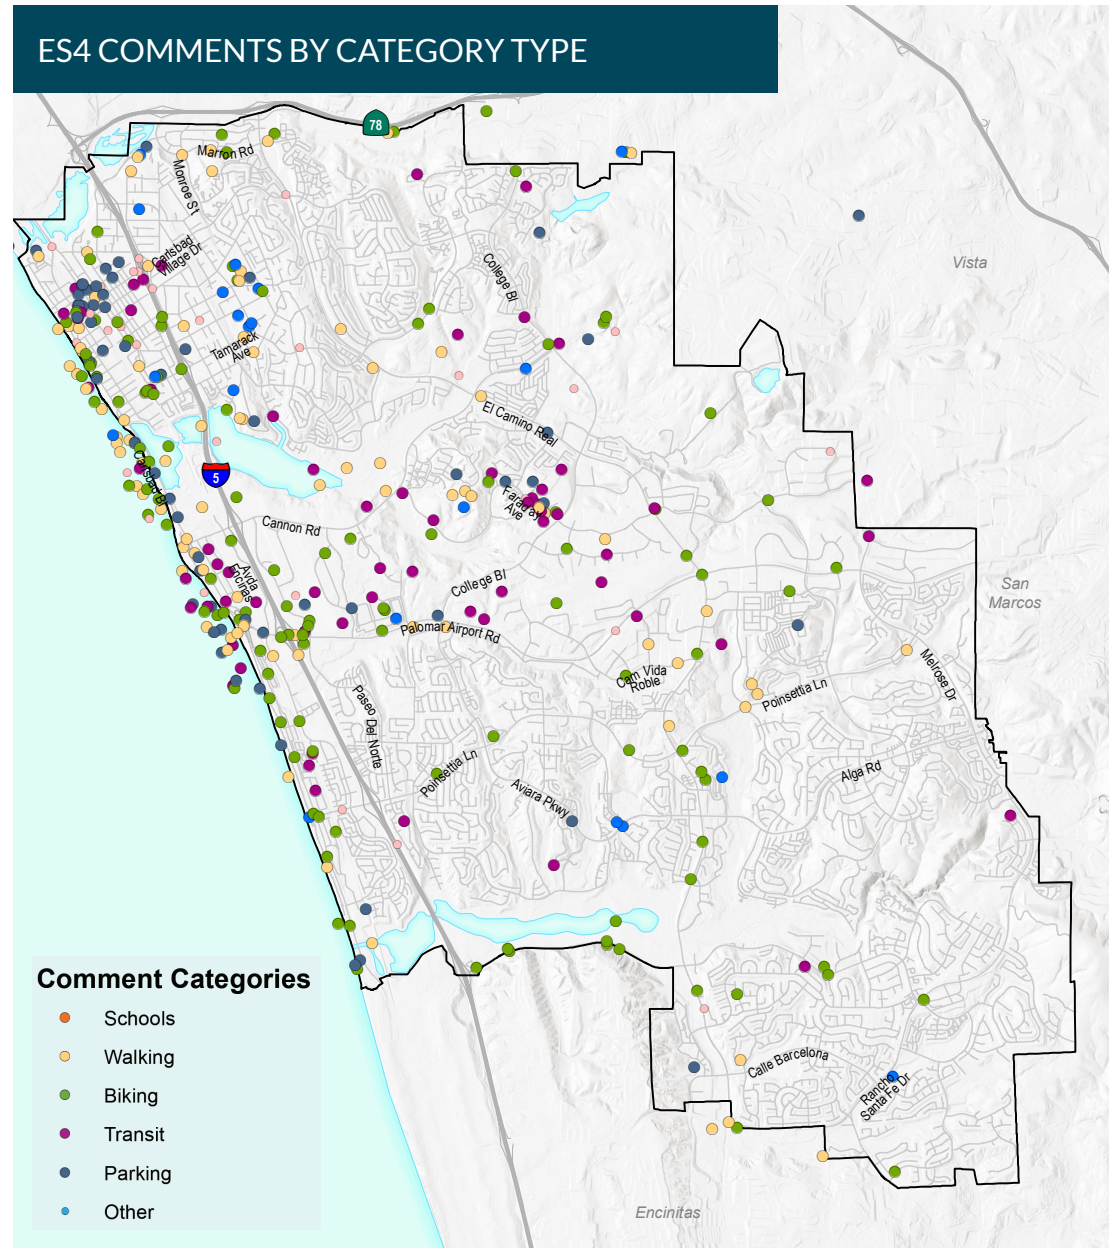 ES4 COMMENTS BY CATEGORY TYPE
78
Marron Rd
Monroe St
Carlsbad
Village Dr
Vista
College Bl
Tamarack
Ave
El Camino Real
Carlsbad Bl
5
Faraday
Ave
Cannon Rd
Avda
Encinas
College Bl
San
Marcos
Palomar Airport Rd
Cam Vida
Roble
Melrose Dr
Poinsettia Ln
Paseo Del Norte
Poinsettia Ln
Aviara Pkwy
Alga Rd
Comment Categories
Schools
Walking
Biking
Transit
Parking
Other
Calle Barcelona
Rancho
Santa Fe Dr
Encinitas